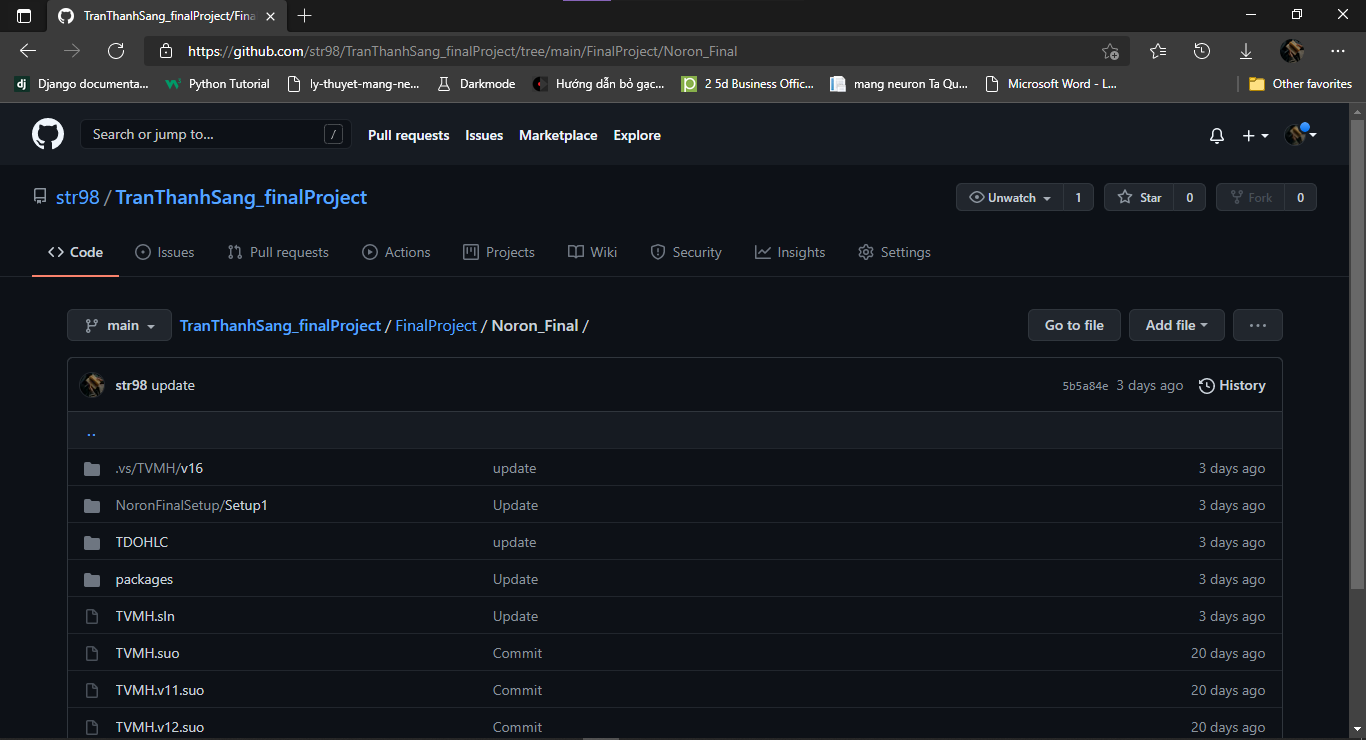 TranThanhSang_finalProject/Fina
https://github.com/str98/TranThanhSang_finalProject/tree/main/FinalProject/Noron_Final
dj Django documenta... Python Tutorial ly-thuyet-mang-ne... Darkmode Hướng dẫn bỏ gạc... 2 5d Business Offic... mang neuron Ta Qu... Microsoft Word - L... Other favorites
Search or jump to... / Pull requests Issues Marketplace Explore
str98 / TranThanhSang_finalProject Unwatch 1 Star 0 Fork 0
Code Issues Pull requests Actions Projects Wiki Security Insights Settings
main TranThanhSang_finalProject / FinalProject / Noron_Final / Go to file Add file ...
str98 update 5b5a84e 3 days ago History
..
.vs/TVMH/v16 update 3 days ago
NoronFinalSetup/Setup1 Update 3 days ago
TDOHLC update 3 days ago
packages Update 3 days ago
TVMH.sln Update 3 days ago
TVMH.suo Commit 20 days ago
TVMH.v11.suo Commit 20 days ago
TVMH.v12.suo Commit 20 days ago